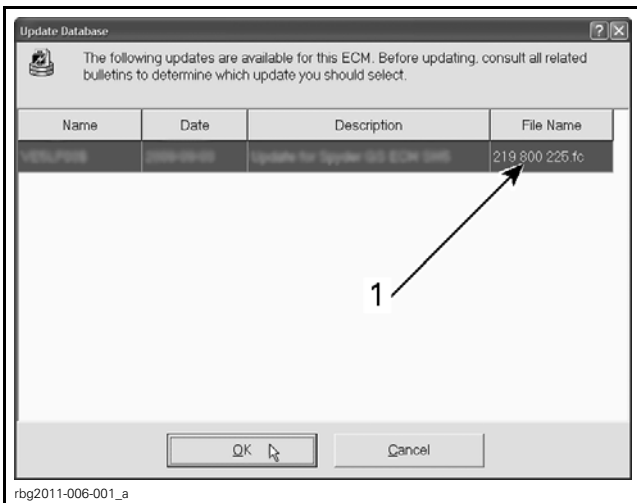 Update Database
The following updates are available for this ECM. Before updating, consult all related
bulletins to determine which update you should select.
Name Date Description File Name
219 800 225.fc
1
OK Cancel
rbg2011-006-001_a